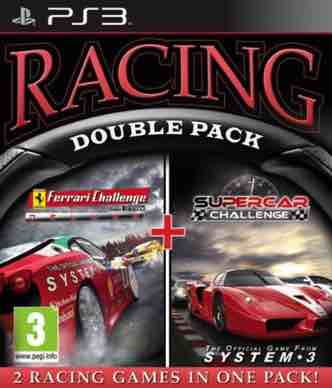 PS3
RACING
DOUBLE PACK
Ferrari Challenge
SUPERCAR
CHALLENGE
+
SYSTEM
3
www.pegi.info
THE OFFICIAL GAME FROM
SYSTEM·3
2 RACING GAMES IN ONE PACK!